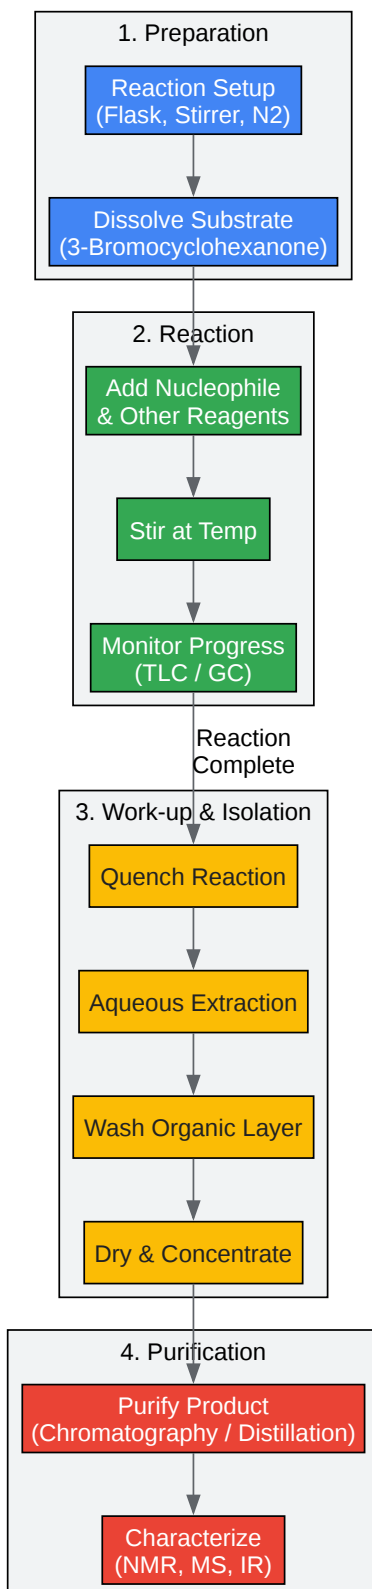 1. Preparation
Reaction Setup
(Flask, Stirrer, N2)
Dissolve Substrate
(3-Bromocyclohexanone)
2. Reaction
Add Nucleophile
& Other Reagents
Stir at Temp
Monitor Progress
(TLC / GC)
Reaction
Complete
3. Work-up & Isolation
Quench Reaction
Aqueous Extraction
Wash Organic Layer
Dry & Concentrate
4. Purification
Purify Product
(Chromatography / Distillation)
Characterize
(NMR, MS, IR)